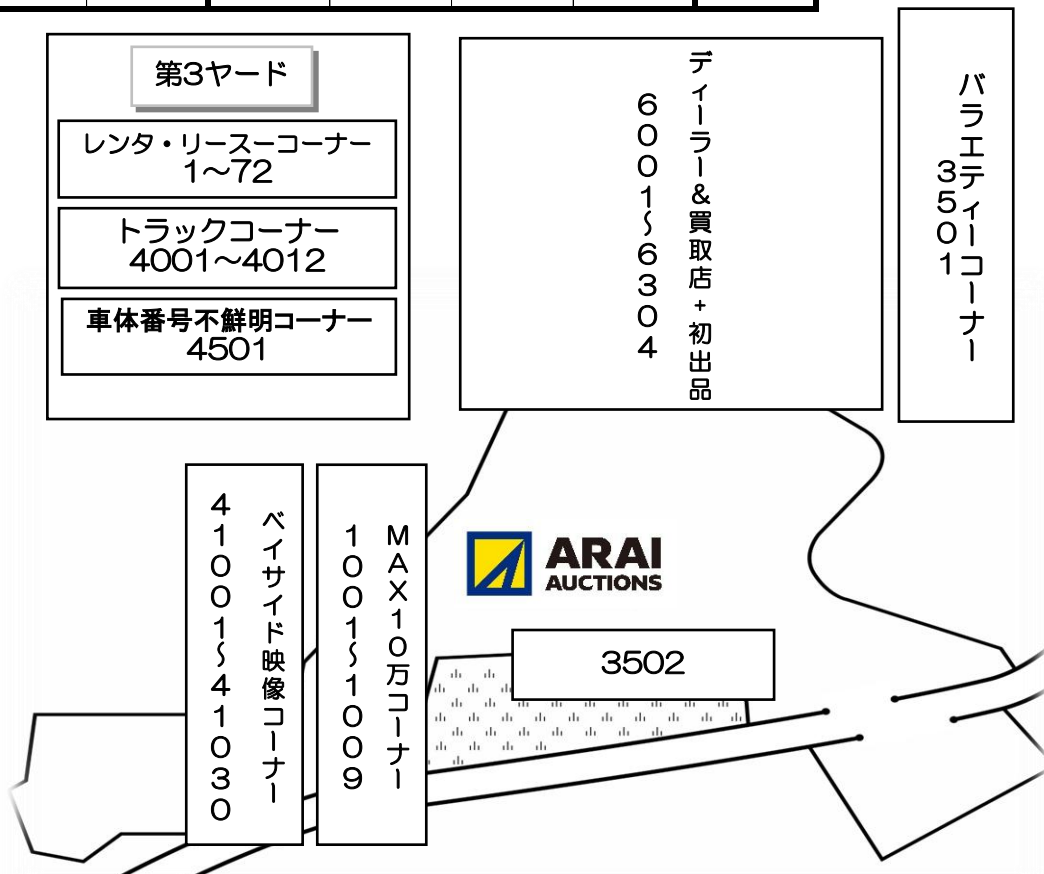 第3ヤード
レンタ・リースーコーナー
1〜72
トラックコーナー
4001〜4012
車体番号不鮮明コーナー
4501
ディーラー&買取店+初出品
6001〜6304
バラエティーコーナー
3501
ベイサイド映像コーナー
41001〜41030
MAX10万コーナー
1001〜1009
ARAI
AUCTIONS
3502